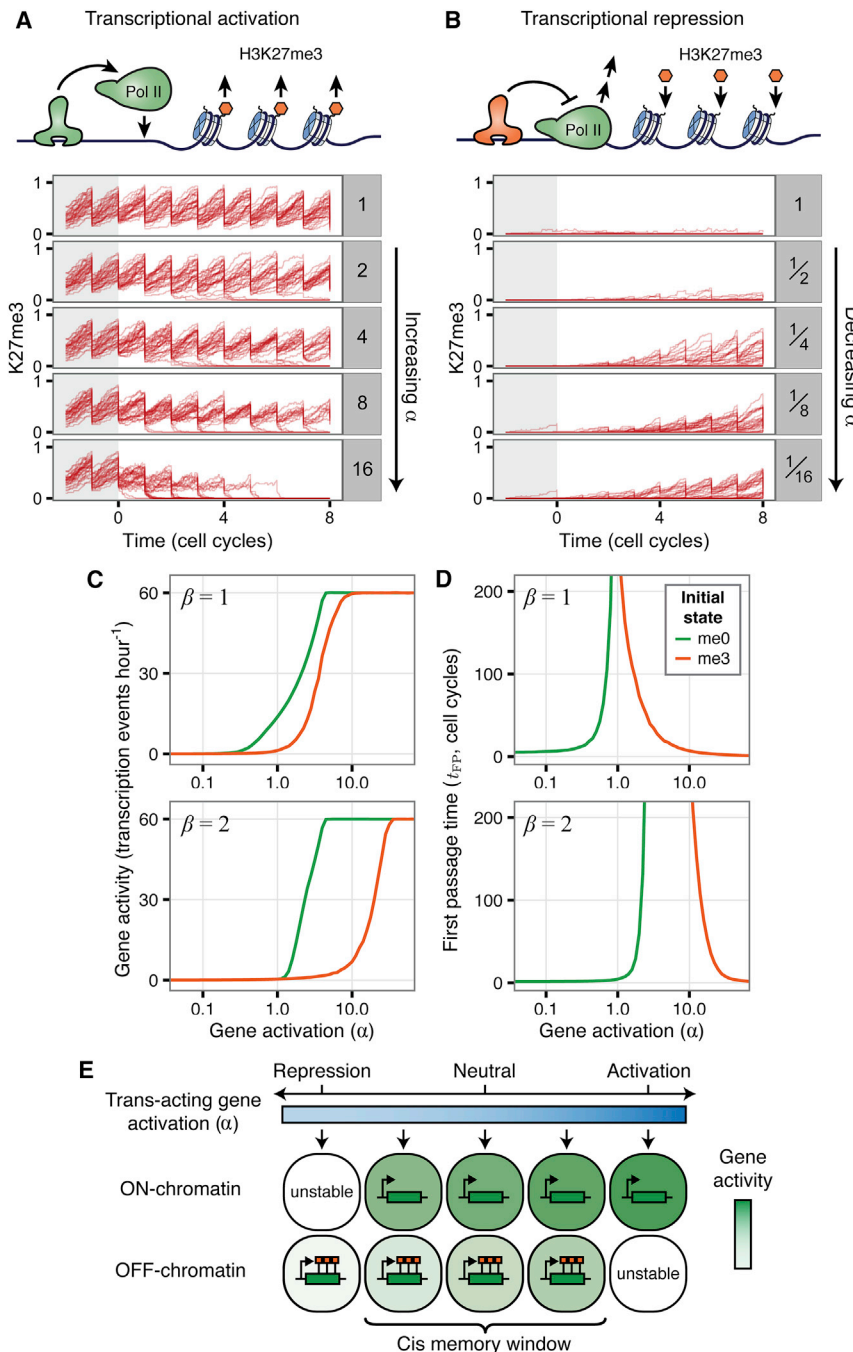 A
Transcriptional activation
H3K27me3
Pol II
K27me3
1
0
1
1
0
2
1
0
4
1
0
8
1
0
16
Increasing α
0 4 8
Time (cell cycles)
B
Transcriptional repression
H3K27me3
Pol II
K27me3
1
0
1
1
0
1/2
1
0
1/4
1
0
1/8
1
0
1/16
Decreasing α
0 4 8
Time (cell cycles)
C
Gene activity (transcription events hour⁻¹)
β = 1
60
30
0
0.1 1.0 10.0
β = 2
60
30
0
0.1 1.0 10.0
Gene activation (α)
D
First passage time (t_FP, cell cycles)
β = 1
Initial
state
me0
me3
200
100
0
0.1 1.0 10.0
β = 2
200
100
0
0.1 1.0 10.0
Gene activation (α)
E
Repression Neutral Activation
Trans-acting gene
activation (α)
ON-chromatin
unstable
Gene
activity
OFF-chromatin
unstable
Cis memory window